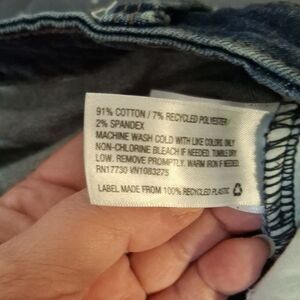 91% COTTON / 7% RECYCLED POLYESTER /
2% SPANDEX
MACHINE WASH COLD WITH LIKE COLORS ONLY
NON-CHLORINE BLEACH IF NEEDED. TUMBLE DRY
LOW. REMOVE PROMPTLY. WARM IRON IF NEEDED.
RN17730 VN1083275
LABEL MADE FROM 100% RECYCLED PLASTIC